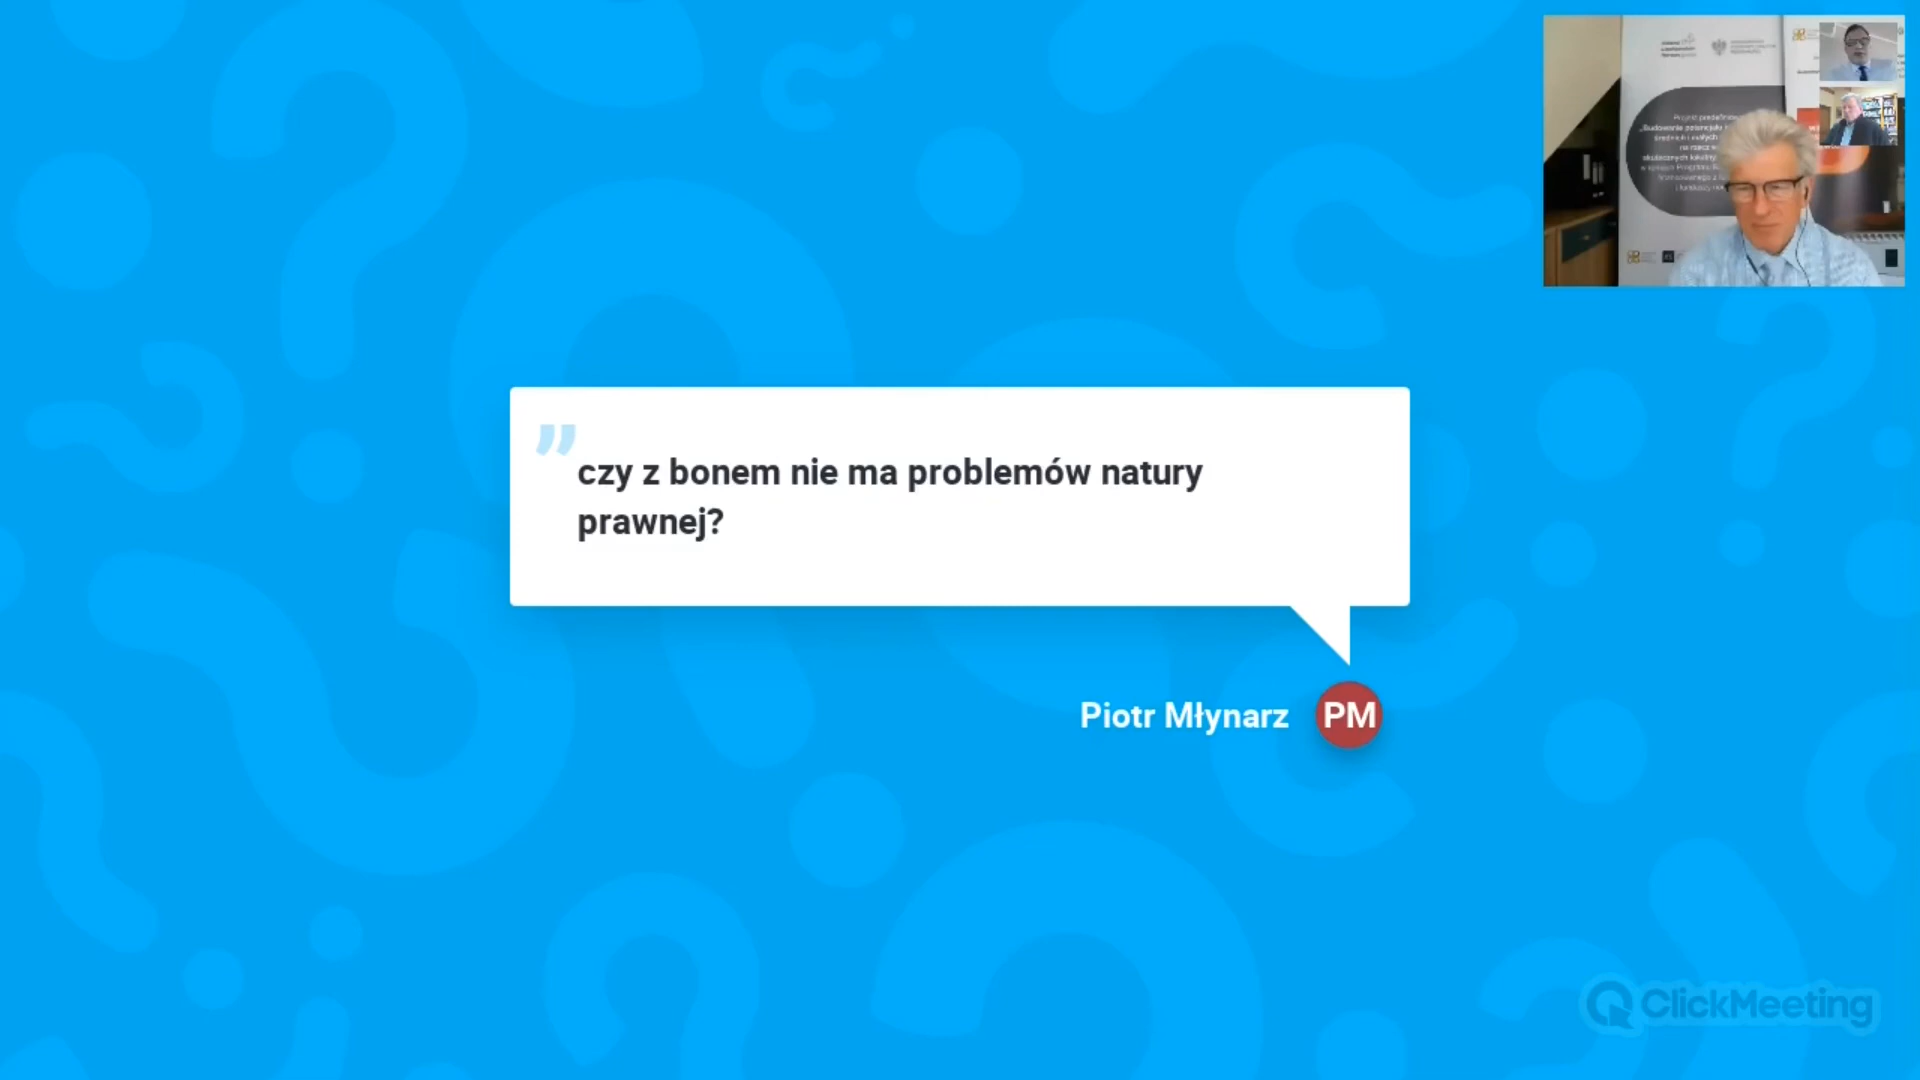 czy z bonem nie ma problemów natury
prawnej?
Piotr Młynarz
PM
ClickMeeting